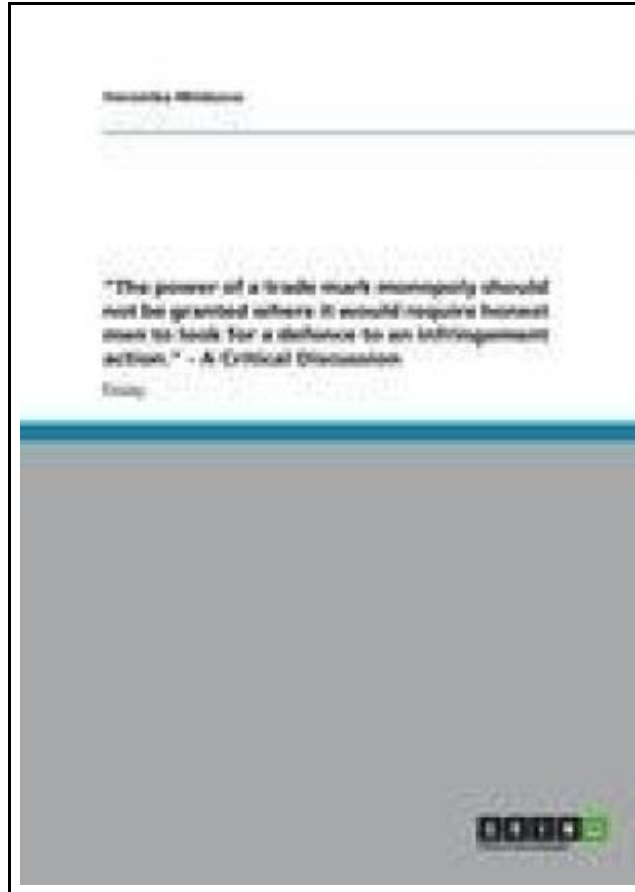 "The power of a trade mark monopoly should
not be granted where it would require honest
men to look for a defence to an infringement
action." - A Critical Discussion
Essay
GRIN